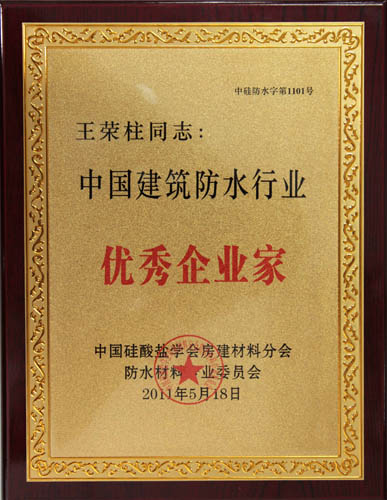 中硅防水字第1101号
王荣柱同志：
中国建筑防水行业
优秀企业家
中国硅酸盐学会房建材料分会
防水材料 业委员会
2011年5月18日